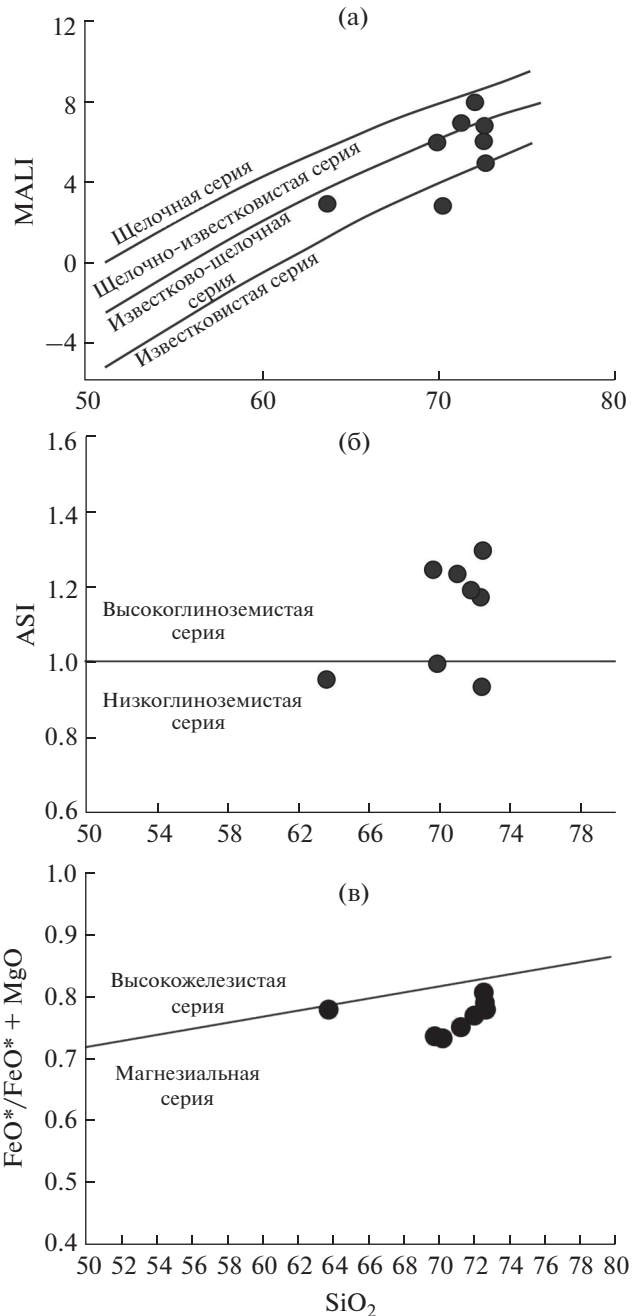 (а)
12
8
4
0
−4
MALI
Щелочная серия
Щелочно-известковистая серия
Известково-щелочная
серия
Известковистая серия
50 60 70 80
(б)
1.6
1.4
1.2
1.0
0.8
0.6
ASI
Высокоглиноземистая
серия
Низкоглиноземистая
серия
50 54 58 62 66 70 74 78
(в)
1.0
0.9
0.8
0.7
0.6
0.5
0.4
FeO*/FeO* + MgO
Высокожелезистая
серия
Магнезиальная
серия
50 52 54 56 58 60 62 64 66 68 70 72 74 76 78 80
SiO₂